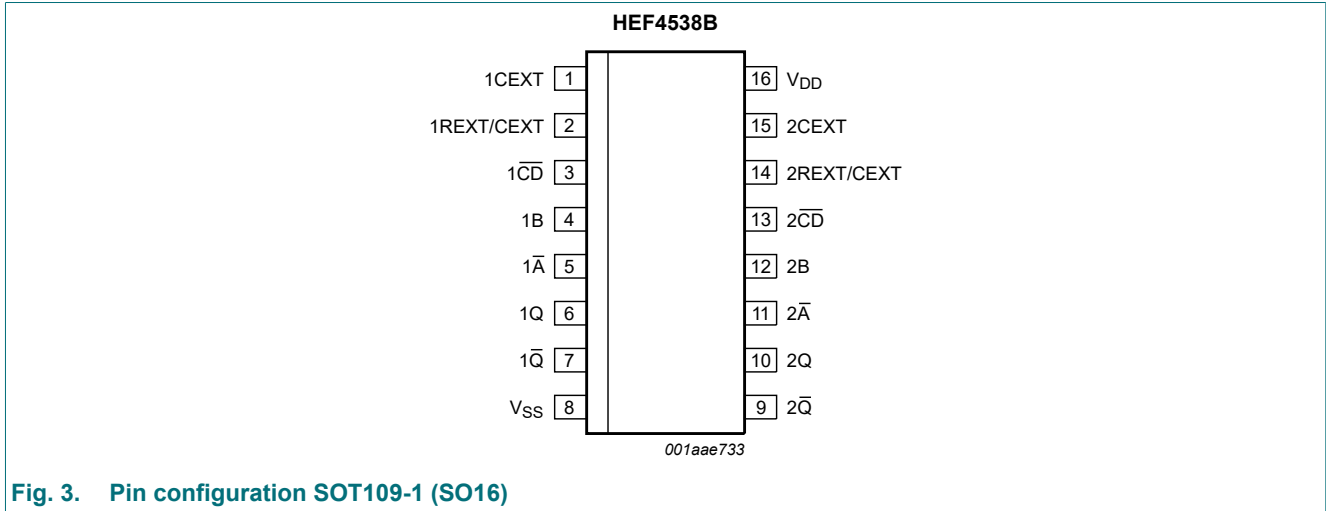 HEF4538B
1CEXT 1 16 VDD
1REXT/CEXT 2 15 2CEXT
1C̅D̅ 3 14 2REXT/CEXT
1B 4 13 2C̅D̅
1A̅ 5 12 2B
1Q 6 11 2A̅
1Q̅ 7 10 2Q
VSS 8 9 2Q̅
001aae733
Fig. 3. Pin configuration SOT109-1 (SO16)